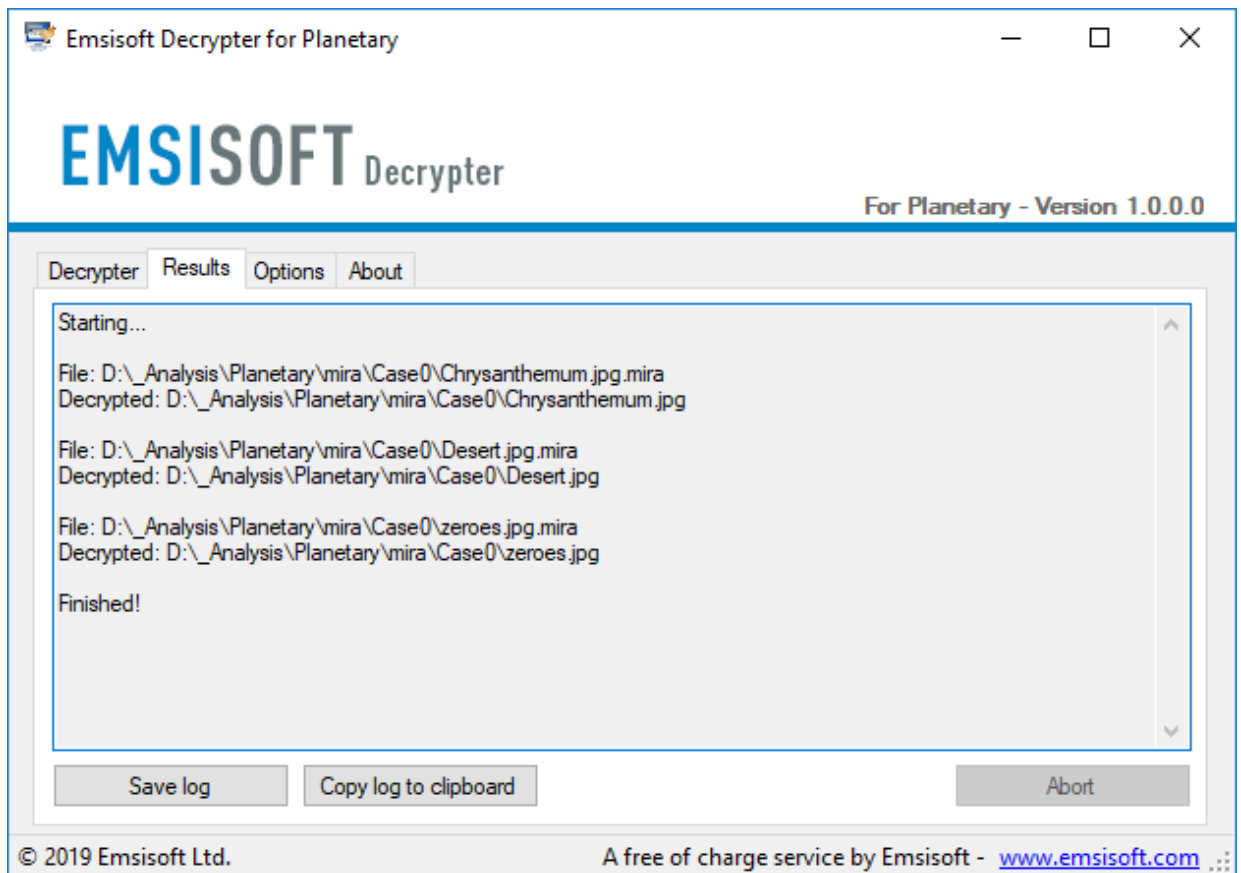 Emsisoft Decrypter for Planetary
EMSISOFT Decrypter
For Planetary - Version 1.0.0.0
Decrypter Results Options About
Starting...
File: D:\_Analysis\Planetary\mira\Case0\Chrysanthemum.jpg.mira
Decrypted: D:\_Analysis\Planetary\mira\Case0\Chrysanthemum.jpg
File: D:\_Analysis\Planetary\mira\Case0\Desert.jpg.mira
Decrypted: D:\_Analysis\Planetary\mira\Case0\Desert.jpg
File: D:\_Analysis\Planetary\mira\Case0\zeroes.jpg.mira
Decrypted: D:\_Analysis\Planetary\mira\Case0\zeroes.jpg
Finished!
Save log Copy log to clipboard Abort
© 2019 Emsisoft Ltd. A free of charge service by Emsisoft - www.emsisoft.com